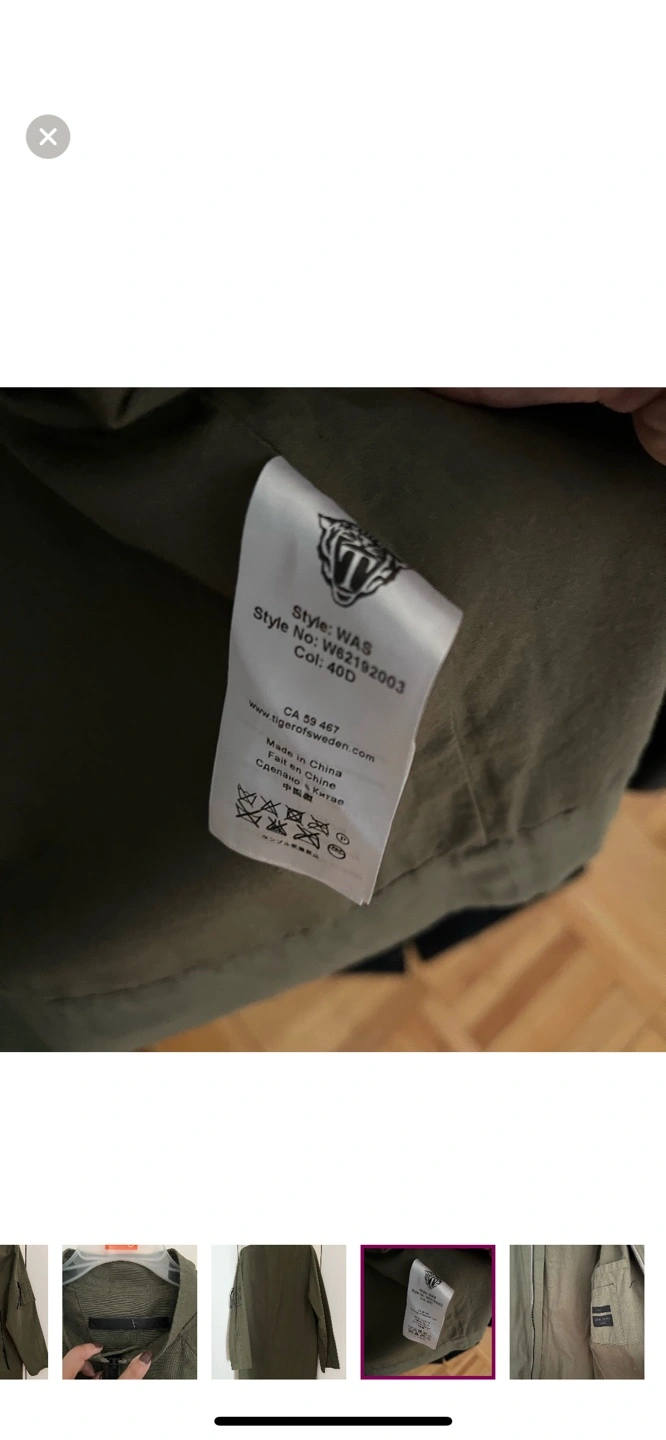 T
Style: WAS
Style No: W62192003
Col: 40D
CA 59 467
www.tigerofsweden.com
Made in China
Fait en Chine
Сделано в Китае
中国製
P